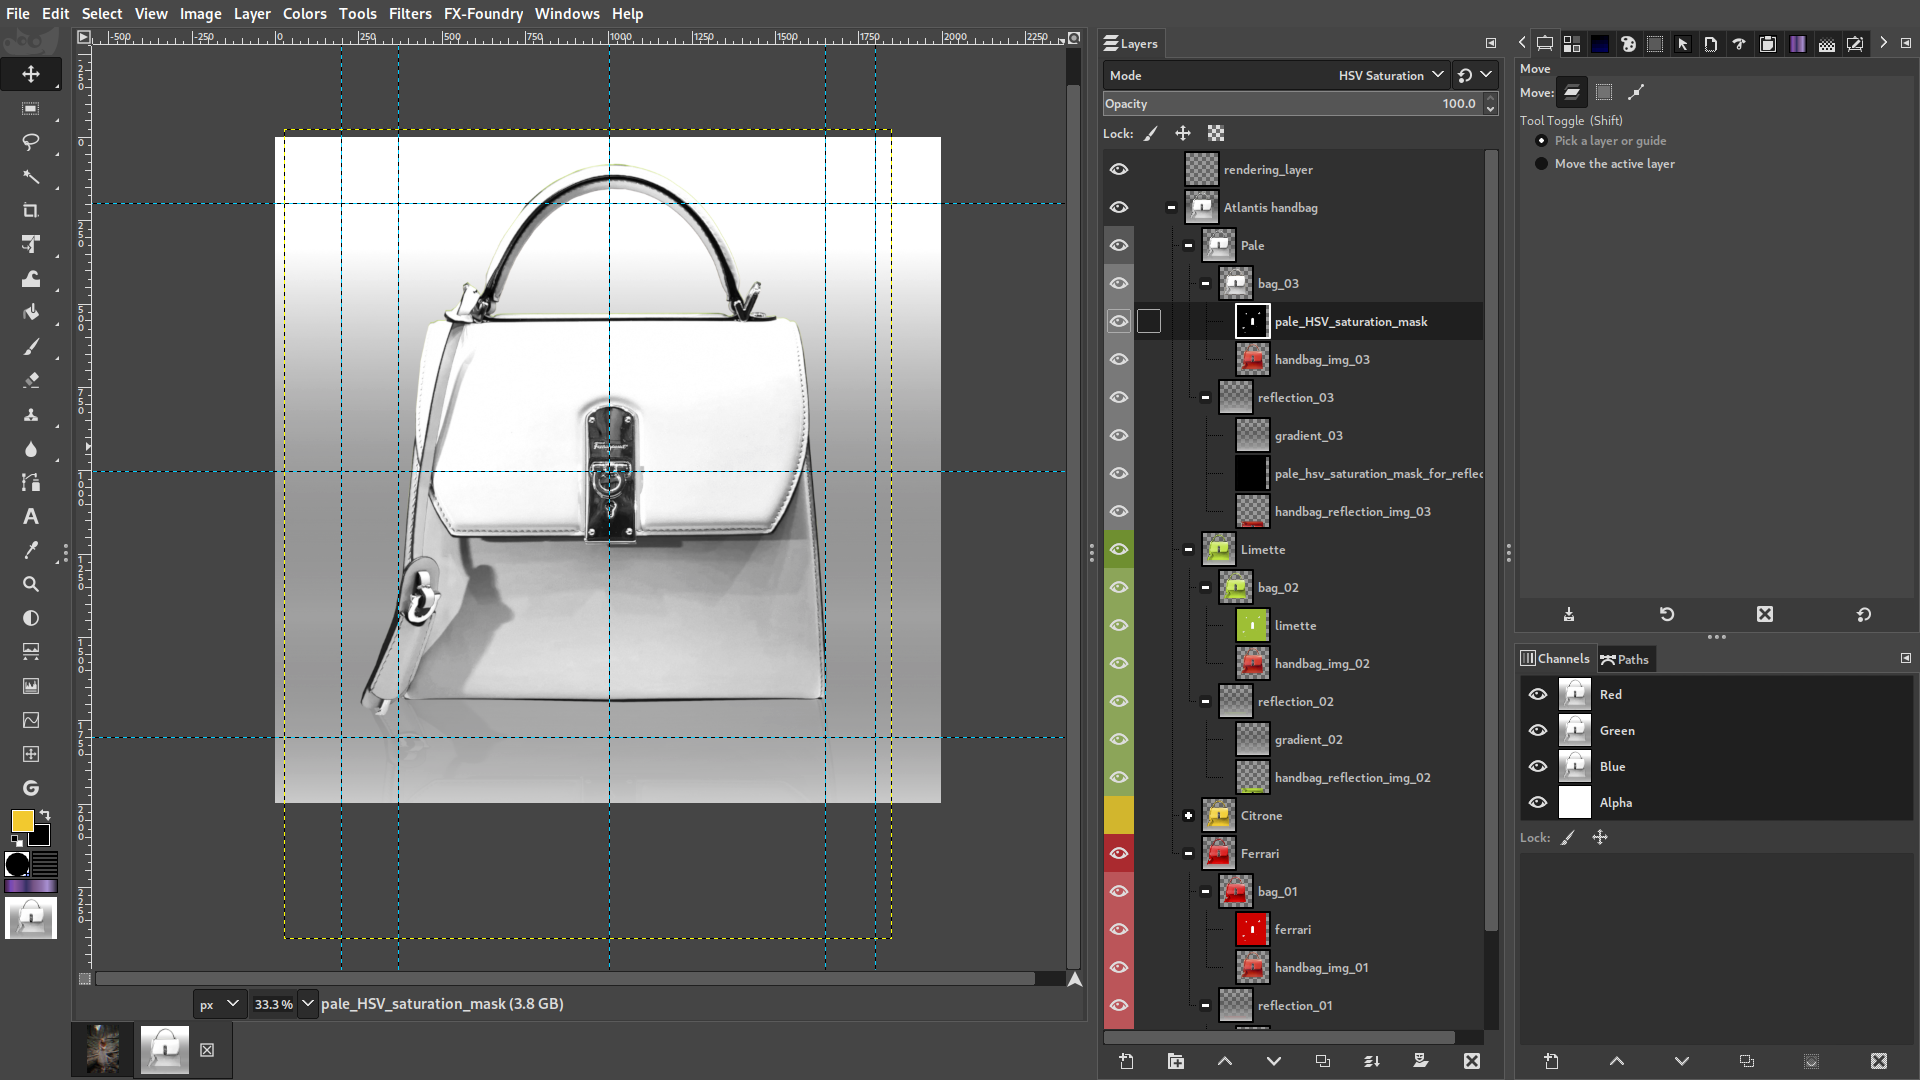 File Edit Select View Image Layer Colors Tools Filters FX-Foundry Windows Help
-500 -250 0 250 500 750 1000 1250 1500 1750 2000 2250
Layers
Mode HSV Saturation
Opacity 100.0
Lock:
rendering_layer
Atlantis handbag
Pale
bag_03
pale_HSV_saturation_mask
handbag_img_03
reflection_03
gradient_03
pale_hsv_saturation_mask_for_reflec
handbag_reflection_img_03
Limette
bag_02
limette
handbag_img_02
reflection_02
gradient_02
handbag_reflection_img_02
Citrone
Ferrari
bag_01
ferrari
handbag_img_01
reflection_01
Move
Move:
Tool Toggle (Shift)
Pick a layer or guide
Move the active layer
Channels Paths
Red
Green
Blue
Alpha
Lock:
px 33.3 % pale_HSV_saturation_mask (3.8 GB)